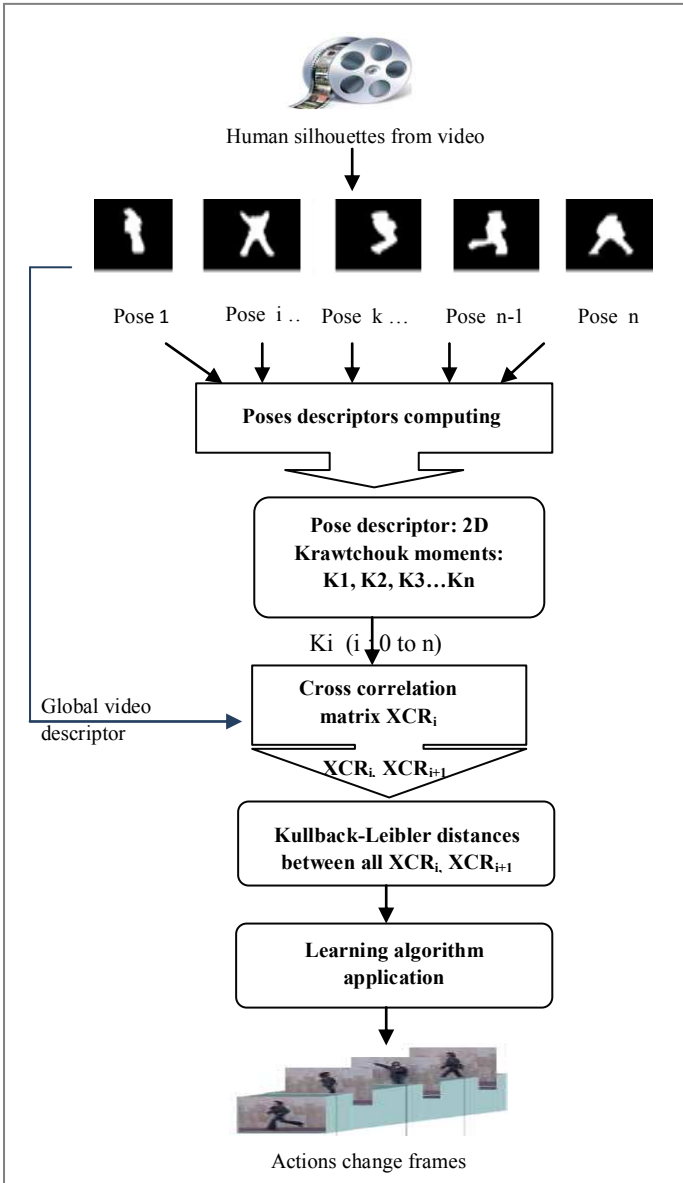 Human silhouettes from video
Pose 1
Pose i ..
Pose k ...
Pose n-1
Pose n
Poses descriptors computing
Pose descriptor: 2D
Krawtchouk moments:
K1, K2, K3…Kn
Ki (i : 0 to n)
Cross correlation
matrix XCRi
Global video
descriptor
XCRi, XCRi+1
Kullback-Leibler distances
between all XCRi, XCRi+1
Learning algorithm
application
Actions change frames